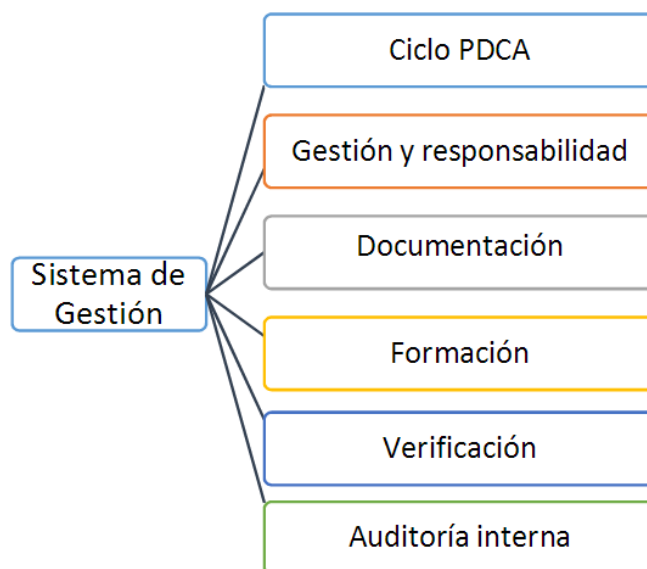 Ciclo PDCA
Gestión y responsabilidad
Documentación
Sistema de
Gestión
Formación
Verificación
Auditoría interna